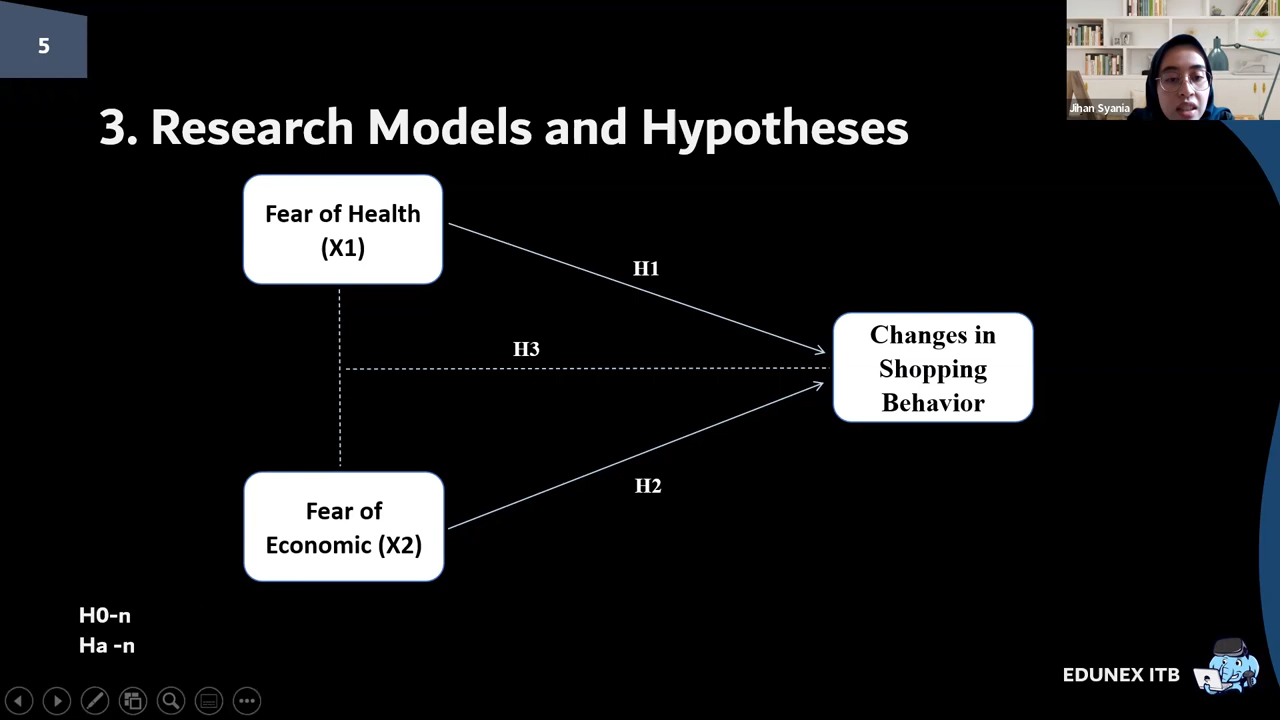 5
Jihan Syania
3. Research Models and Hypotheses
Fear of Health
(X1)
H1
H3
Changes in
Shopping
Behavior
H2
Fear of
Economic (X2)
H0-n
Ha -n
EDUNEX ITB